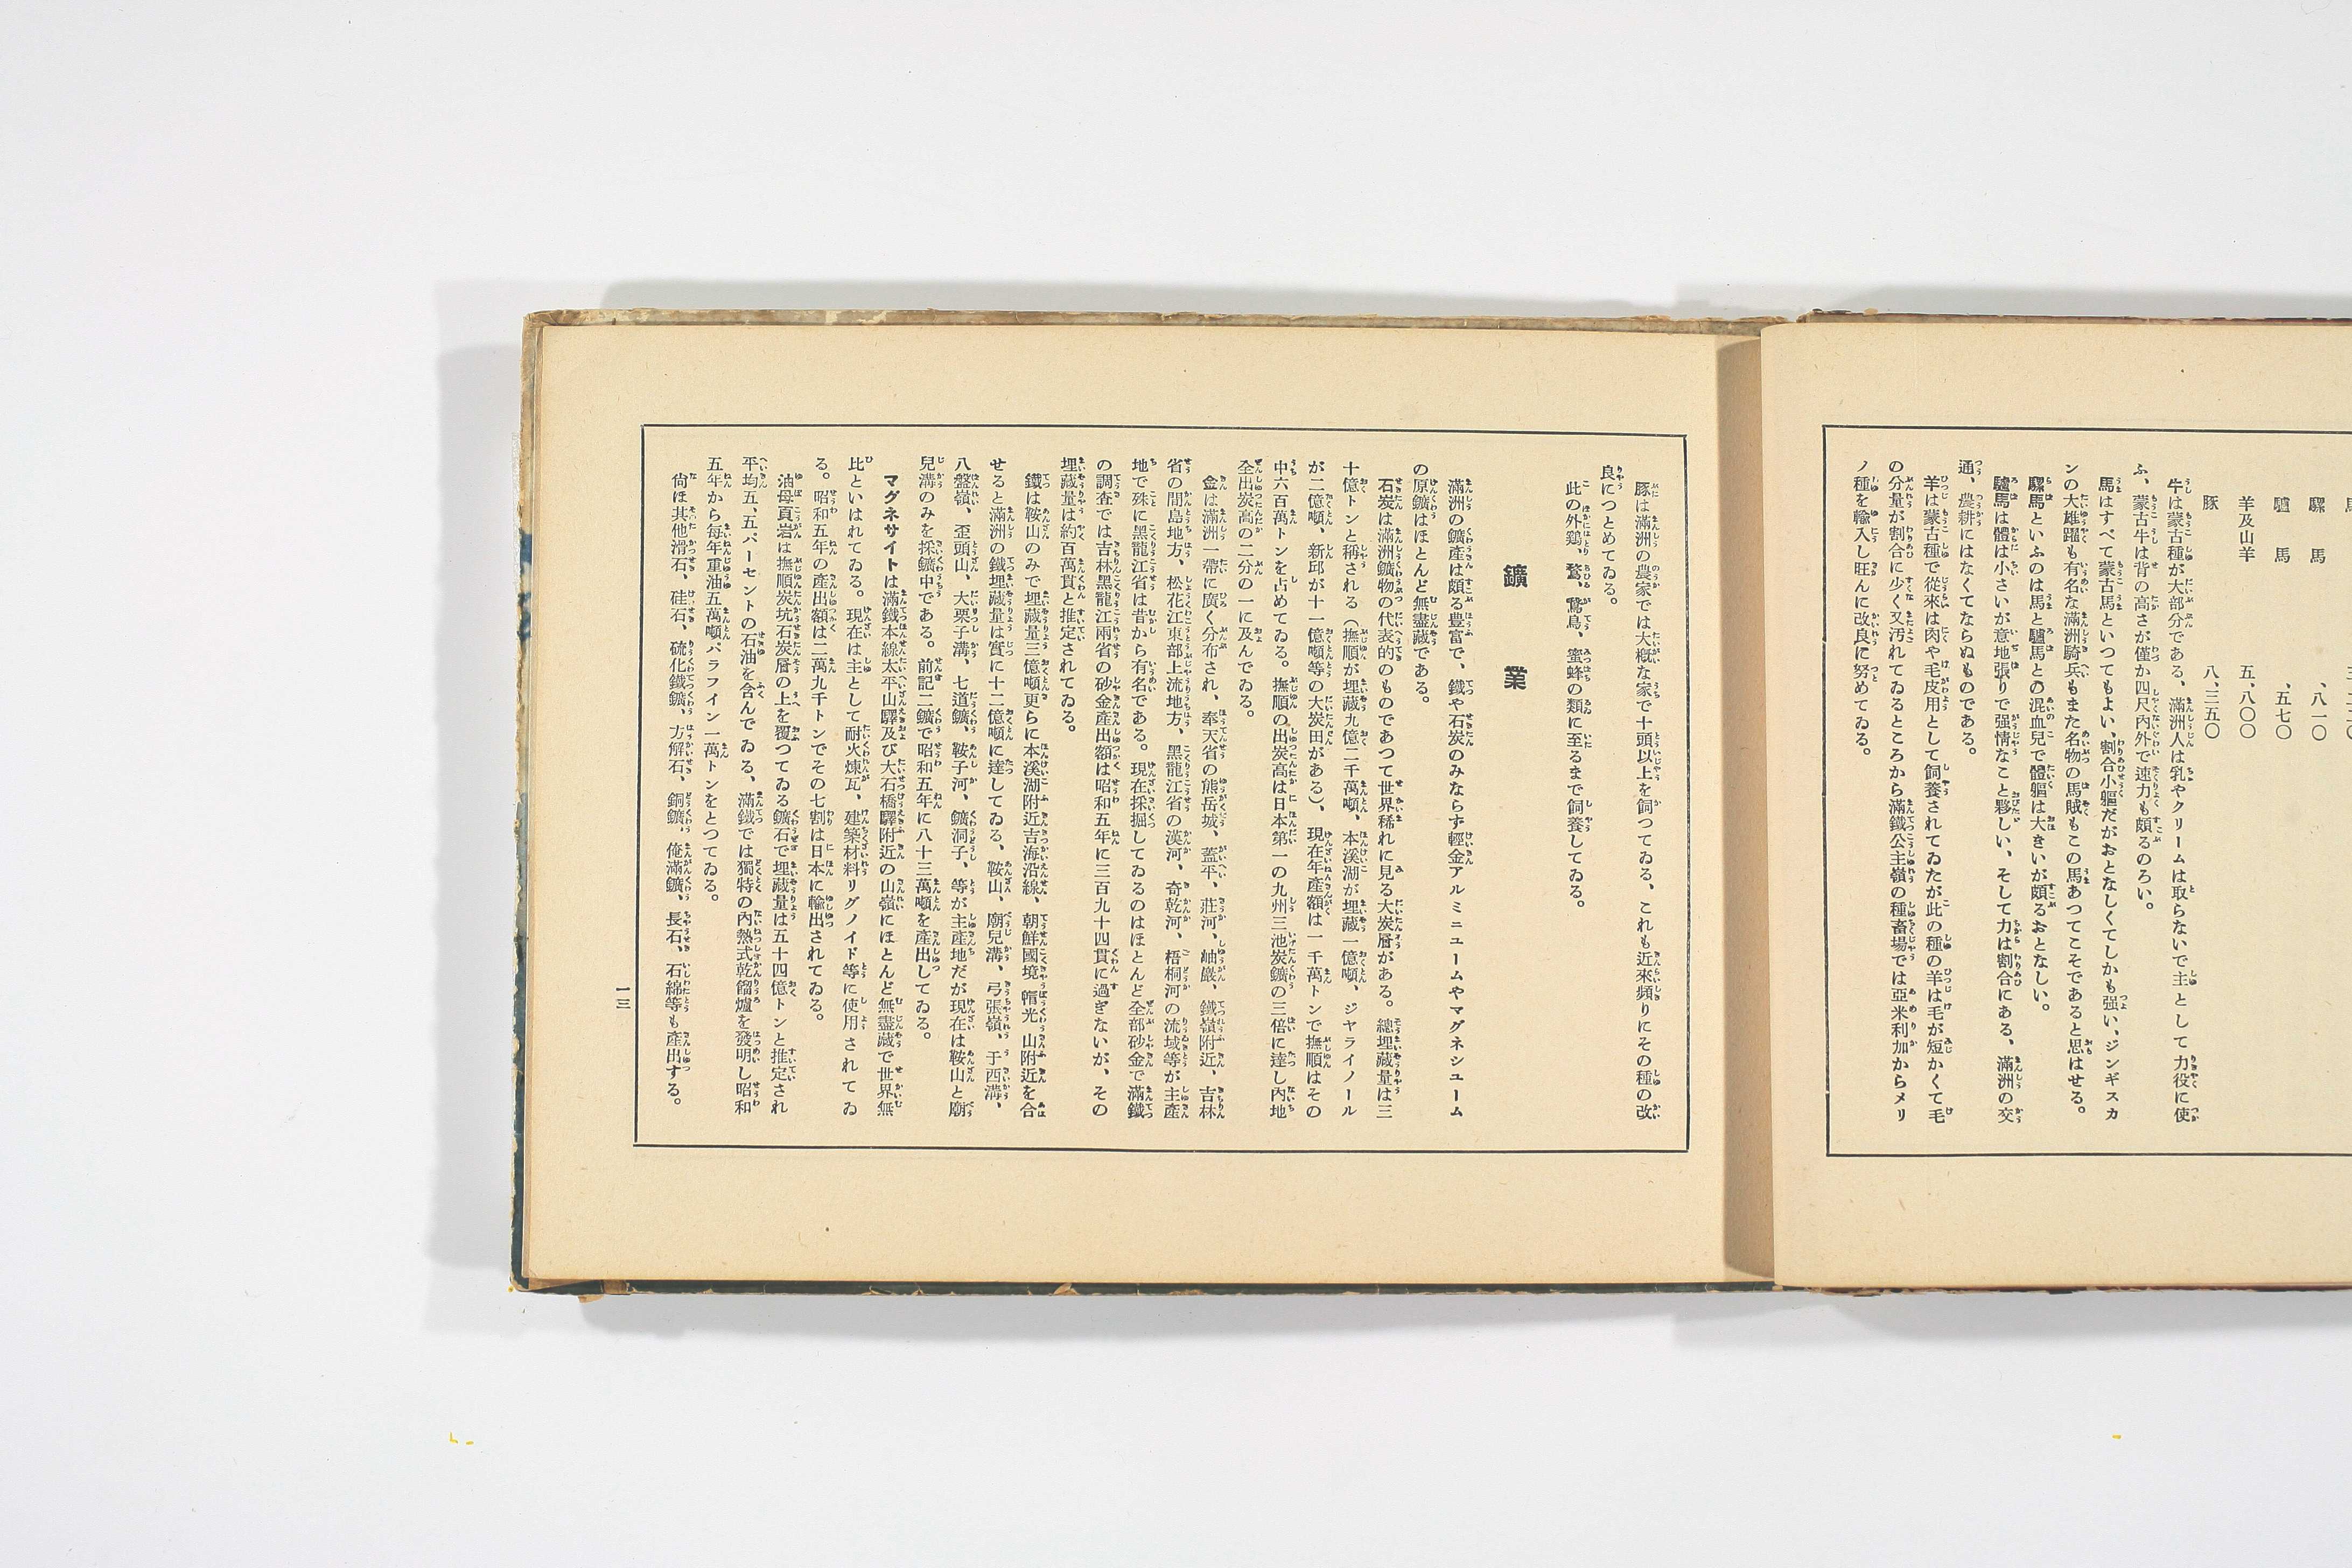 騾　馬　、八一〇
驢　馬　、五七〇
羊及山羊　五、八〇〇
豚　八、三五〇
牛は蒙古種が大部分である、滿洲人は乳やクリームは取らないで主として力役に使
ふ、蒙古牛は背の高さが僅か四尺內外で速力も頗るのろい。
馬はすべて蒙古馬といつてもよい、割合小軀だがおとなしくてしかも强い、ジンギスカ
ンの大雄躍も有名な滿洲騎兵もまた名物の馬賊もこの馬あつてこそであると思はせる。
騾馬といふのは馬と驢馬との混血兒で體軀は大きいが頗るおとなしい。
驢馬は體は小さいが意地張りで强情なこと夥しい、そして力は割合にある、滿洲の交
通、農耕にはなくてならぬものである。
羊は蒙古種で從來は肉や毛皮用として飼養されてゐたが此の種の羊は毛が短かくて毛
の分量が割合に少く又汚れてゐるところから滿鐵公主嶺の種畜場では亞米利加からメリ
ノ種を輸入し旺んに改良に努めてゐる。
豚は滿洲の農家では大槪な家で十頭以上を飼つてゐる、これも近來頻りにその種の改
良につとめてゐる。
此の外鷄、鶩、鵞鳥、蜜蜂の類に至るまで飼養してゐる。
鑛　業
滿洲の鑛產は頗る豊富で、鐵や石炭のみならず輕金アルミニユームやマグネシユーム
の原鑛はほとんど無盡藏である。
石炭は滿洲鑛物の代表的のものであつて世界稀れに見る大炭層がある。總埋藏量は三
十億トンと稱される（撫順が埋藏九億二千萬噸、本溪湖が埋藏一億噸、ジヤライノール
が二億噸、新邱が十一億噸等の大炭田がある）、現在年產額は一千萬トンで撫順はその
中六百萬トンを占めてゐる。撫順の出炭高は日本第一の九州三池炭鑛の三倍に達し內地
全出炭高の二分の一に及んでゐる。
金は滿洲一帶に廣く分布され、奉天省の熊岳城、蓋平、莊河、岫巖、鐵嶺附近、吉林
省の間島地方、松花江東部上流地方、黑龍江省の漠河、奇乾河、梧桐河の流域等が主產
地で殊に黑龍江省は昔から有名である。現在採掘してゐるのはほとんど全部砂金で滿鐵
の調査では吉林黑龍江兩省の砂金產出額は昭和五年に三百九十四貫に過ぎないが、その
埋藏量は約百萬貫と推定されてゐる。
鐵は鞍山のみで埋藏量三億噸更らに本溪湖附近吉海沿線、朝鮮國境 帽光 山附近を合
せると滿洲の鐵埋藏量は實に十二億噸に達してゐる、鞍山、廟兒溝、弓張嶺、于西溝、
八盤嶺、歪頭山、大栗子溝、七道鑛、鞍子河、鑛洞子、等が主產地だが現在は鞍山と廟
兒溝のみを採鑛中である。前記二鑛で昭和五年に八十三萬噸を產出してゐる。
マグネサイトは滿鐵本線太平山驛及び大石橋驛附近の山嶺にほとんど無盡藏で世界無
比といはれてゐる。現在は主として耐火煉瓦、建築材料リグノイド等に使用されてゐ
る。昭和五年の產出額は二萬九千トンでその七割は日本に輸出されてゐる。
油母頁岩は撫順炭坑石炭層の上を覆つてゐる鑛石で埋藏量は五十四億トンと推定され
平均五、五パーセントの石油を含んでゐる、滿鐵では獨特の內熱式乾餾爐を發明し昭和
五年から每年重油五萬噸パラフイン一萬トンをとつてゐる。
尙ほ其他滑石、硅石、硫化鐵鑛、方解石、銅鑛、俺滿鑛、長石、石綿等も產出する。
一三